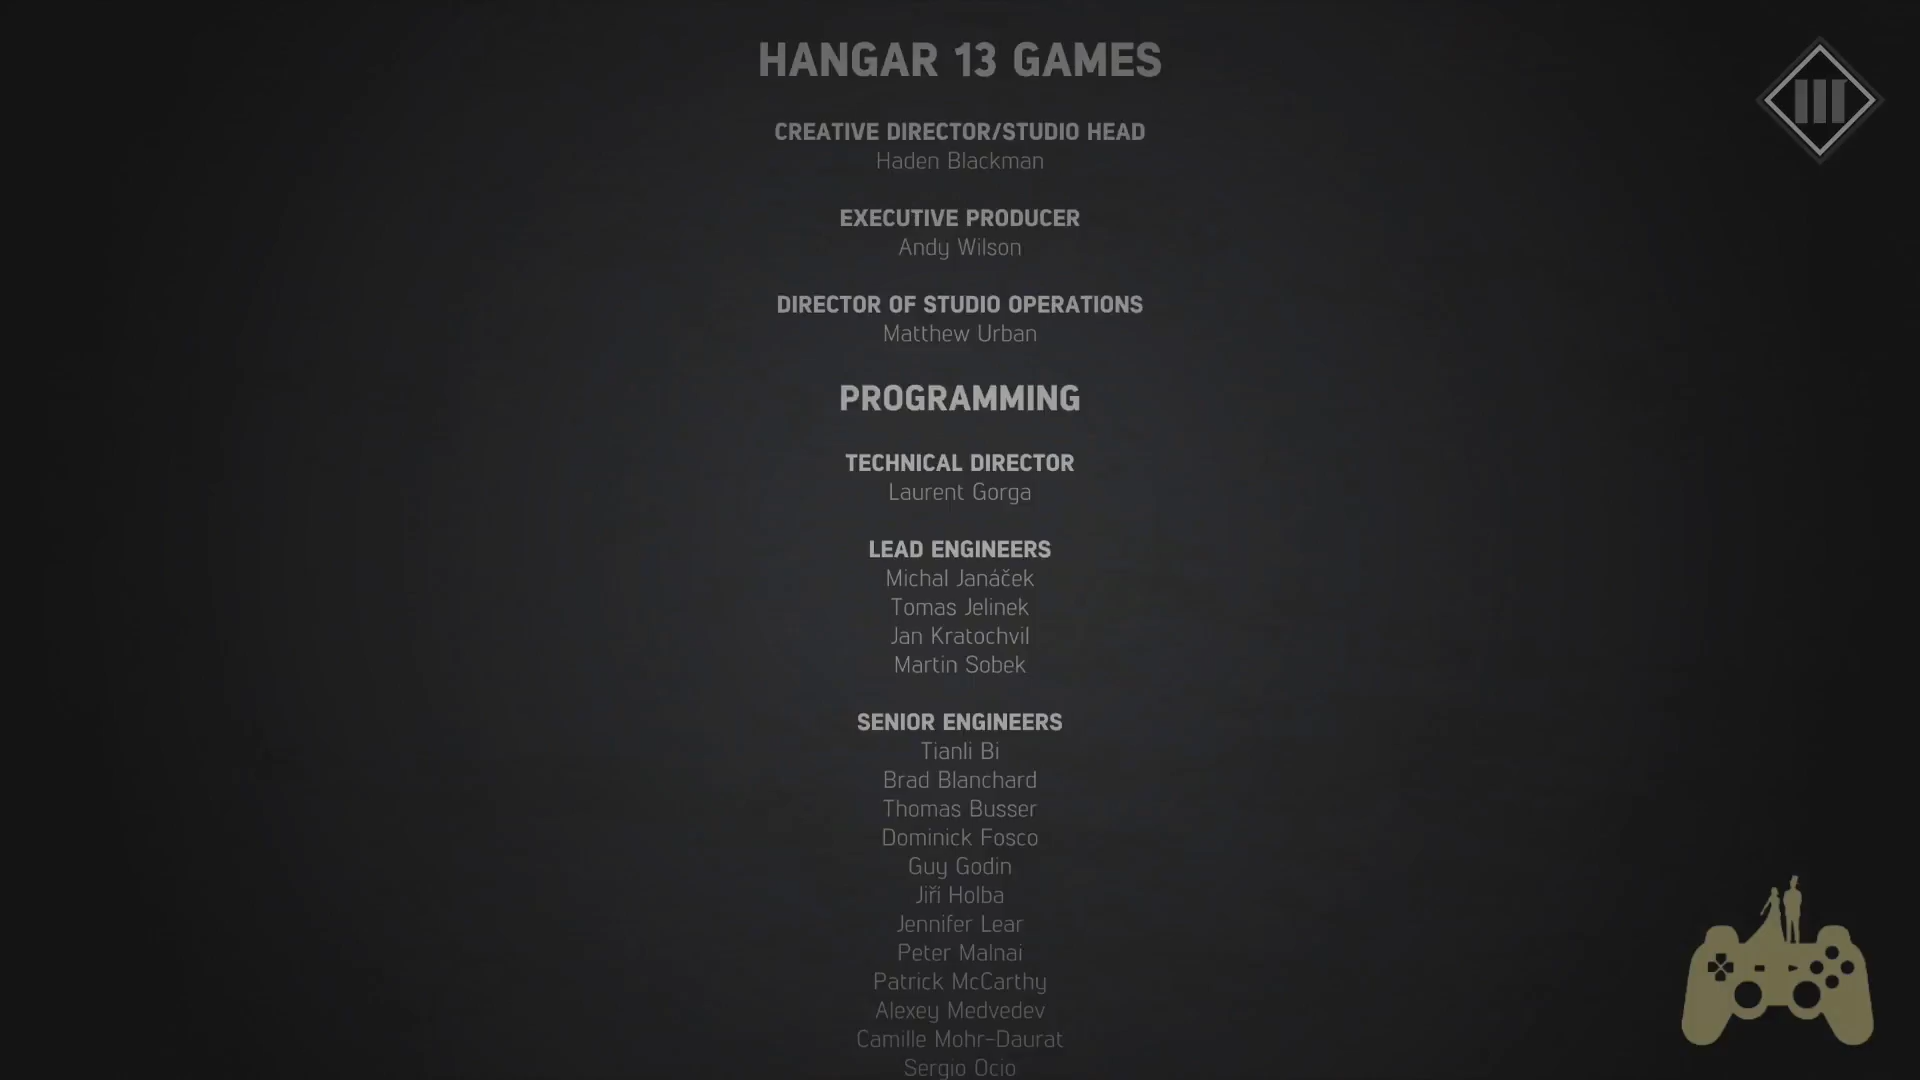 HANGAR 13 GAMES
CREATIVE DIRECTOR/STUDIO HEAD
Haden Blackman
EXECUTIVE PRODUCER
Andy Wilson
DIRECTOR OF STUDIO OPERATIONS
Matthew Urban
PROGRAMMING
TECHNICAL DIRECTOR
Laurent Gorga
LEAD ENGINEERS
Michal Janáček
Tomas Jelinek
Jan Kratochvil
Martin Sobek
SENIOR ENGINEERS
Tianli Bi
Brad Blanchard
Thomas Busser
Dominick Fosco
Guy Godin
Jiří Holba
Jennifer Lear
Peter Malnai
Patrick McCarthy
Alexey Medvedev
Camille Mohr-Daurat
Sergio Ocio
III